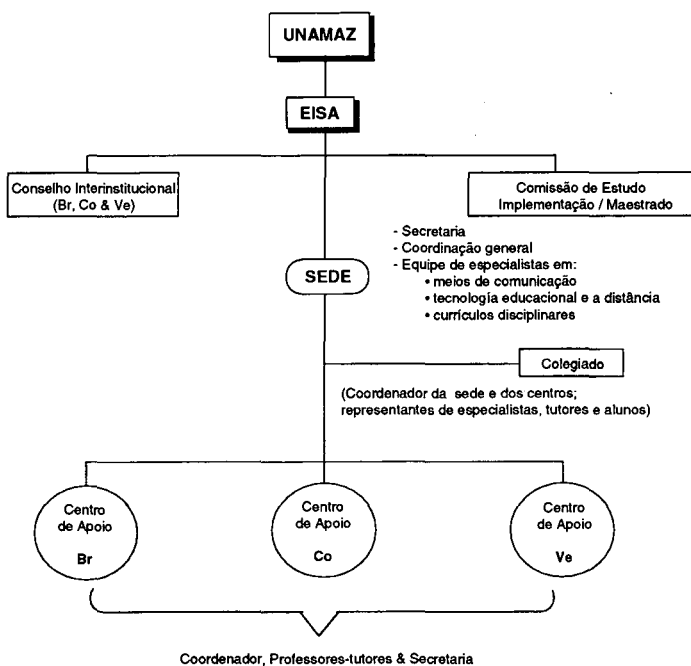 UNAMAZ
EISA
Conselho Interinstitucional
(Br, Co & Ve)
Comissão de Estudo
Implementação / Maestrado
- Secretaria
- Coordinação general
- Equipe de especialistas em:
• meios de comunicação
• tecnología educacional e a distância
• currículos disciplinares
SEDE
Colegiado
(Coordenador da sede e dos centros;
representantes de especialistas, tutores e alunos)
Centro
de Apoio
Br
Centro
de Apoio
Co
Centro
de Apoio
Ve
Coordenador, Professores-tutores & Secretaria